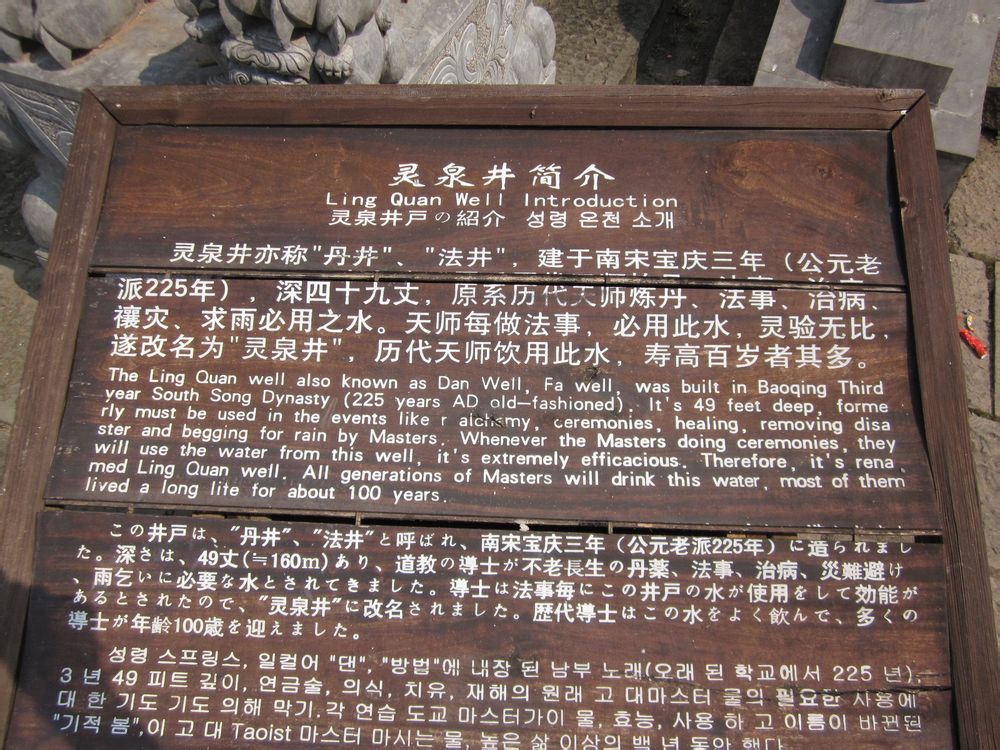 灵泉井简介
Ling Quan Well Introduction
灵泉井戸の紹介 성령 온천 소개
灵泉井亦称"丹井"、"法井"，建于南宋宝庆三年（公元老
派225年），深四十九丈，原系历代天师炼丹、法事、治病、
禳灾、求雨必用之水。天师每做法事，必用此水，灵验无比，
遂改名为"灵泉井"，历代天师饮用此水，寿高百岁者其多。
The Ling Quan well also known as Dan Well, Fa well, was built in Baoqing Third
year South Song Dynasty (225 years AD old-fashioned). It's 49 feet deep, forme
rly must be used in the events like r alchemy, ceremonies, healing, removing disa
ster and begging for rain by Masters. Whenever the Masters doing ceremonies, they
will use the water from this well, it's extremely efficacious. Therefore, it's rena
med Ling Quan well. All generations of Masters will drink this water, most of them
lived a long life for about 100 years.
この井戸は、"丹井"、"法井"と呼ばれ、南宋宝庆三年（公元老派225年）に造られまし
た。深さは、49丈(≒160m)あり、道教の導士が不老長生の丹薬、法事、治病、災難避け
、雨乞いに必要な水とされてきました。導士は法事毎にこの井戸の水が使用をして効能が
あるとされたので、"灵泉井"に改名されました。歴代導士はこの水をよく飲んで、多くの
導士が年齢100歳を迎えました。
성령 스프링스, 일컬어 "댄", "방법"에 내장 된 남부 노래(오래 된 학교에서 225 년),
3 년 49 피트 깊이, 연금술, 의식, 치유, 재해의 원래 고 대마스터 물의 필요한 사용에
대 한 기도 기도 의해 막기.각 연습 도교 마스터가이 물, 효능, 사용 하 고 이름이 바뀐된
"기적 봄",이 고 대 Taoist 마스터 마시는 물, 높은 삶 이상의 백 년 동안 했다.